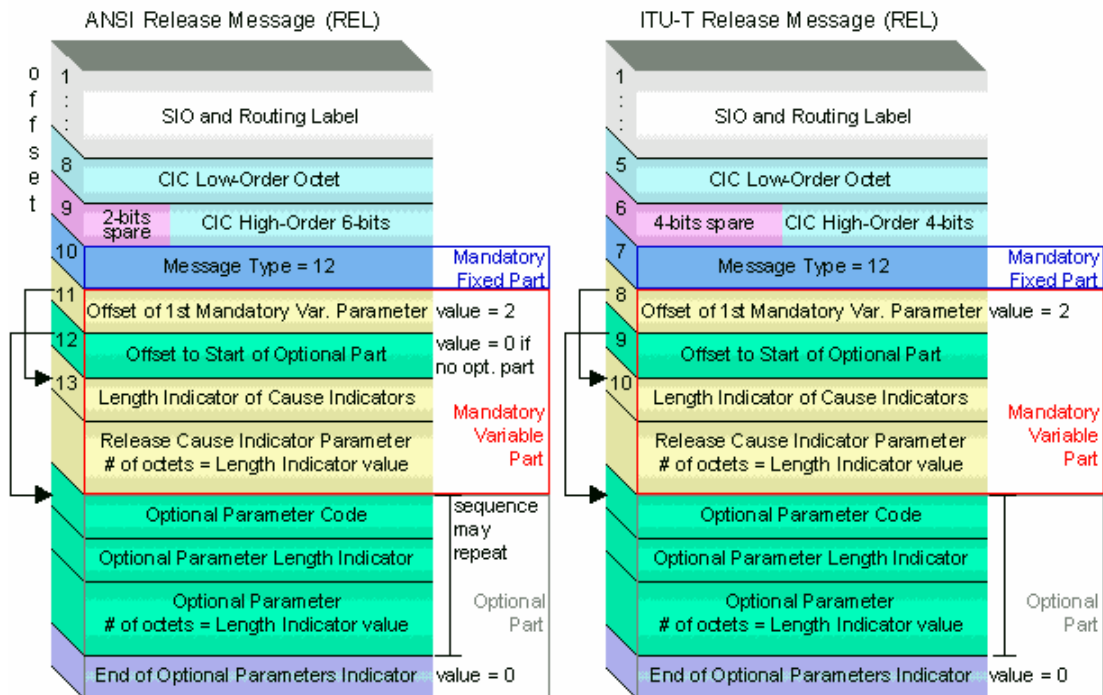 ANSI Release Message (REL)
offset
1
:
:
SIO and Routing Label
8
CIC Low-Order Octet
9
2-bits
spare
CIC High-Order 6-bits
10
Message Type = 12
Mandatory
Fixed Part
11
Offset of 1st Mandatory Var. Parameter
value = 2
12
Offset to Start of Optional Part
value = 0 if
no opt. part
13
Length Indicator of Cause Indicators
Release Cause Indicator Parameter
# of octets = Length Indicator value
Mandatory
Variable
Part
Optional Parameter Code
sequence
may
repeat
Optional Parameter Length Indicator
Optional Parameter
# of octets = Length Indicator value
Optional
Part
End of Optional Parameters Indicator
value = 0
ITU-T Release Message (REL)
1
:
:
SIO and Routing Label
5
CIC Low-Order Octet
6
4-bits spare
CIC High-Order 4-bits
7
Message Type = 12
Mandatory
Fixed Part
8
Offset of 1st Mandatory Var. Parameter
value = 2
9
Offset to Start of Optional Part
10
Length Indicator of Cause Indicators
Release Cause Indicator Parameter
# of octets = Length Indicator value
Mandatory
Variable
Part
Optional Parameter Code
Optional Parameter Length Indicator
Optional Parameter
# of octets = Length Indicator value
Optional
Part
End of Optional Parameters Indicator
value = 0